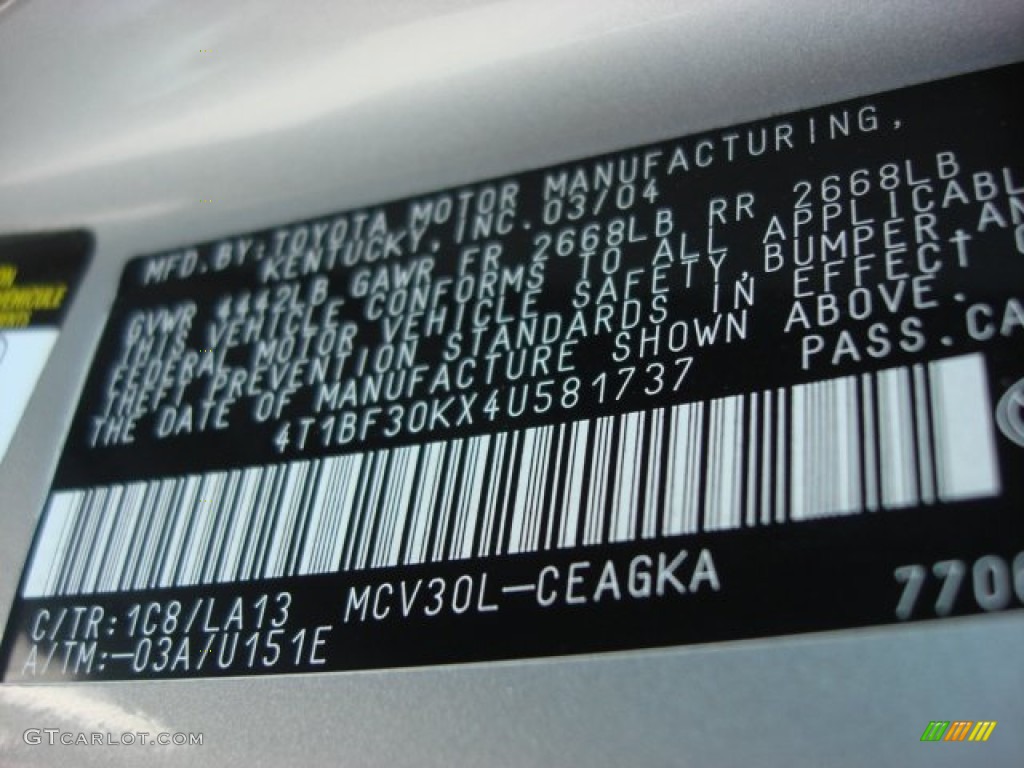 MFD.BY:TOYOTA MOTOR MANUFACTURING,
KENTUCKY, INC. 03/04
GVWR 4442LB GAWR FR 2668LB RR 2668LB
THIS VEHICLE CONFORMS TO ALL APPLICABL
FEDERAL MOTOR VEHICLE SAFETY, BUMPER, AN
THEFT PREVENTION STANDARDS IN EFFECT O
THE DATE OF MANUFACTURE SHOWN ABOVE.
4T1BF30KX4U581737 PASS.CA
C/TR:1C8/LA13 MCV30L-CEAGKA
A/TM:-03A/U151E
770
VEHICLE
GTCARLOT.COM